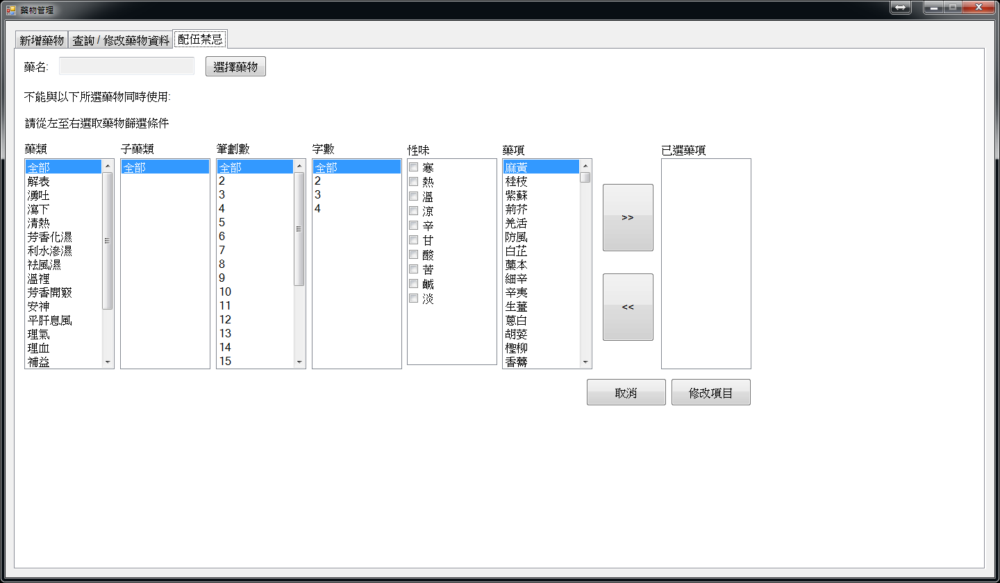 藥物管理
新增藥物 查詢 / 修改藥物資料 配伍禁忌
藥名: 選擇藥物
不能與以下所選藥物同時使用:
請從左至右選取藥物篩選條件
藥類
全部
解表
湧吐
瀉下
清熱
芳香化濕
利水滲濕
祛風濕
溫裡
芳香開竅
安神
平肝息風
理氣
理血
補益
子藥類
全部
筆劃數
全部
2
3
4
5
6
7
8
9
10
11
12
13
14
15
字數
全部
2
3
4
性味
寒
熱
溫
涼
辛
甘
酸
苦
鹹
淡
藥項
麻黃
桂枝
紫蘇
荊芥
羌活
防風
白芷
藁本
細辛
辛夷
生薑
蔥白
胡荽
檉柳
香薷
>>
<<
已選藥項
取消 修改項目